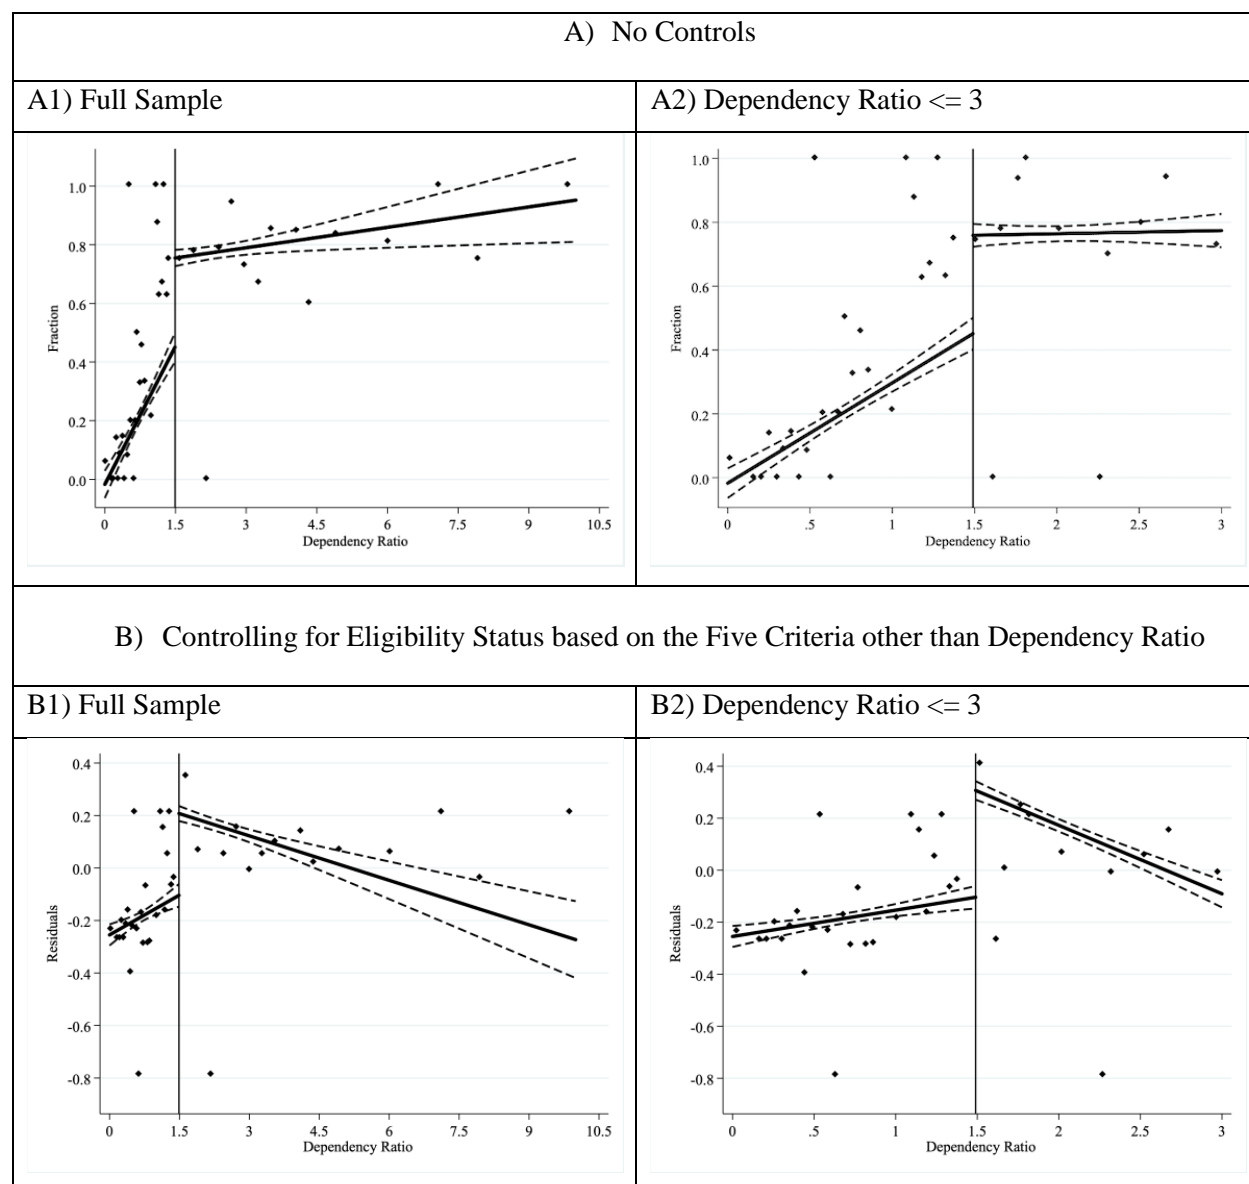 A) No Controls
A1) Full Sample
A2) Dependency Ratio <= 3
1.0
0.8
0.6
0.4
0.2
0.0
Fraction
0 1.5 3 4.5 6 7.5 9 10.5
Dependency Ratio
1.0
0.8
0.6
0.4
0.2
0.0
Fraction
0 .5 1 1.5 2 2.5 3
Dependency Ratio
B) Controlling for Eligibility Status based on the Five Criteria other than Dependency Ratio
B1) Full Sample
B2) Dependency Ratio <= 3
0.4
0.2
0.0
-0.2
-0.4
-0.6
-0.8
Residuals
0 1.5 3 4.5 6 7.5 9 10.5
Dependency Ratio
0.4
0.2
0.0
-0.2
-0.4
-0.6
-0.8
Residuals
0 .5 1 1.5 2 2.5 3
Dependency Ratio